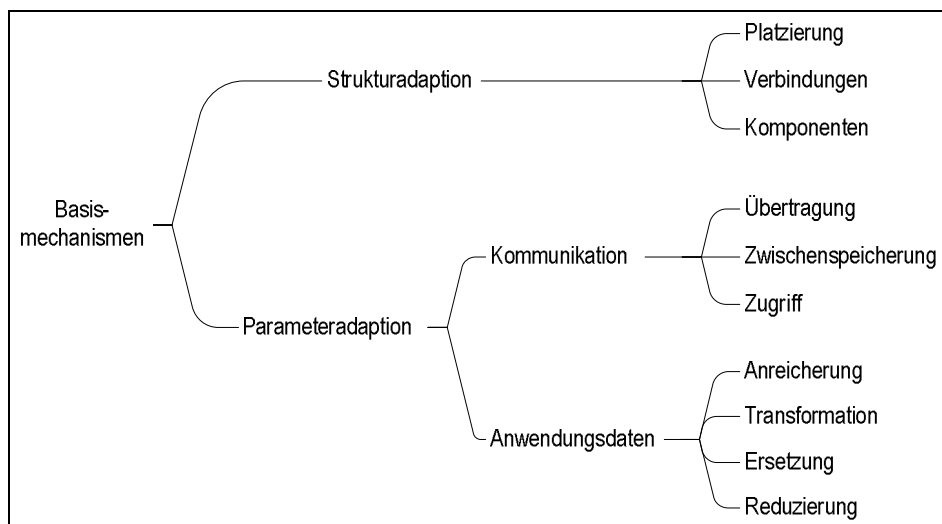 Basis-
mechanismen
Strukturadaption
Platzierung
Verbindungen
Komponenten
Parameteradaption
Kommunikation
Übertragung
Zwischenspeicherung
Zugriff
Anwendungsdaten
Anreicherung
Transformation
Ersetzung
Reduzierung